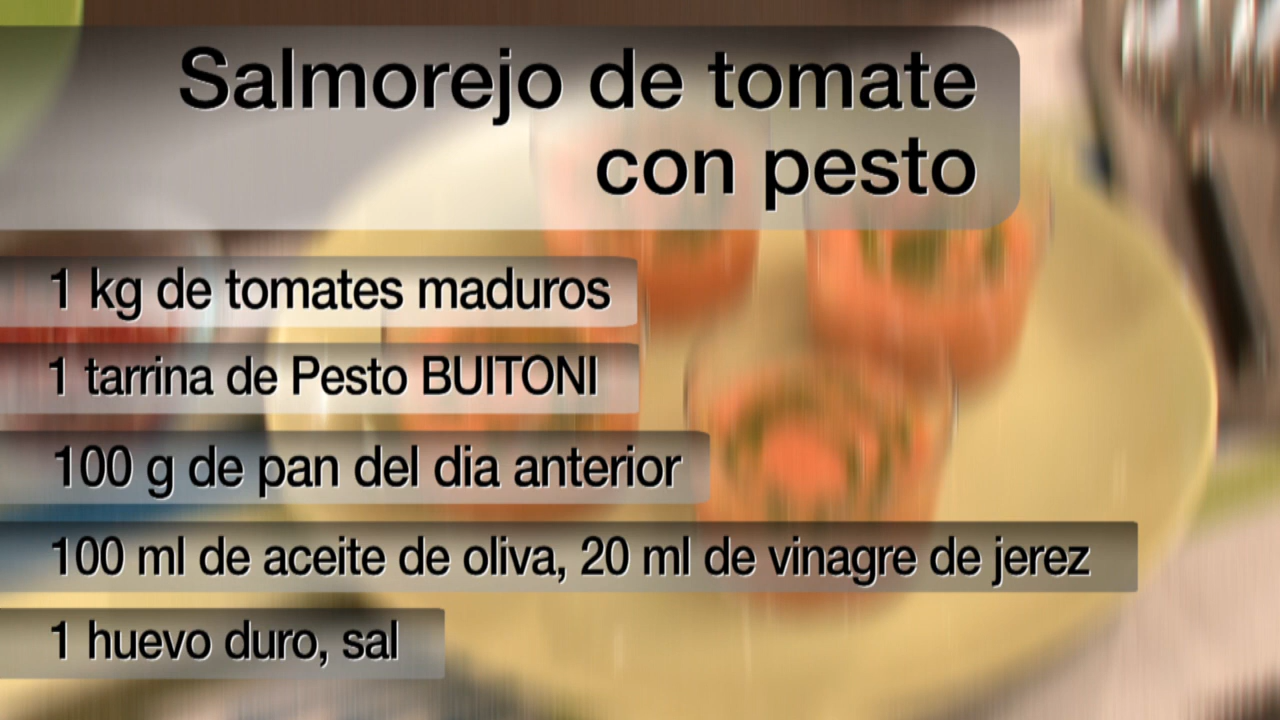 Salmorejo de tomate
con pesto
1 kg de tomates maduros
1 tarrina de Pesto BUITONI
100 g de pan del dia anterior
100 ml de aceite de oliva, 20 ml de vinagre de jerez
1 huevo duro, sal